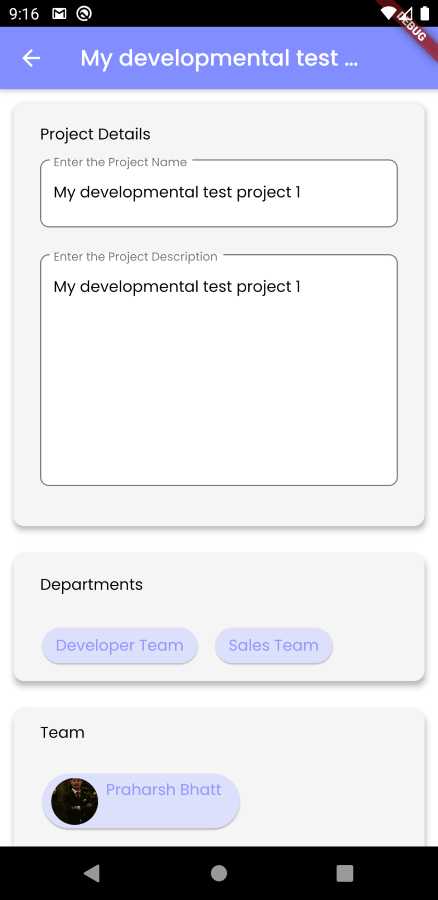 9:16
DEBUG
My developmental test ...
Project Details
Enter the Project Name
My developmental test project 1
Enter the Project Description
My developmental test project 1
Departments
Developer Team
Sales Team
Team
Praharsh Bhatt